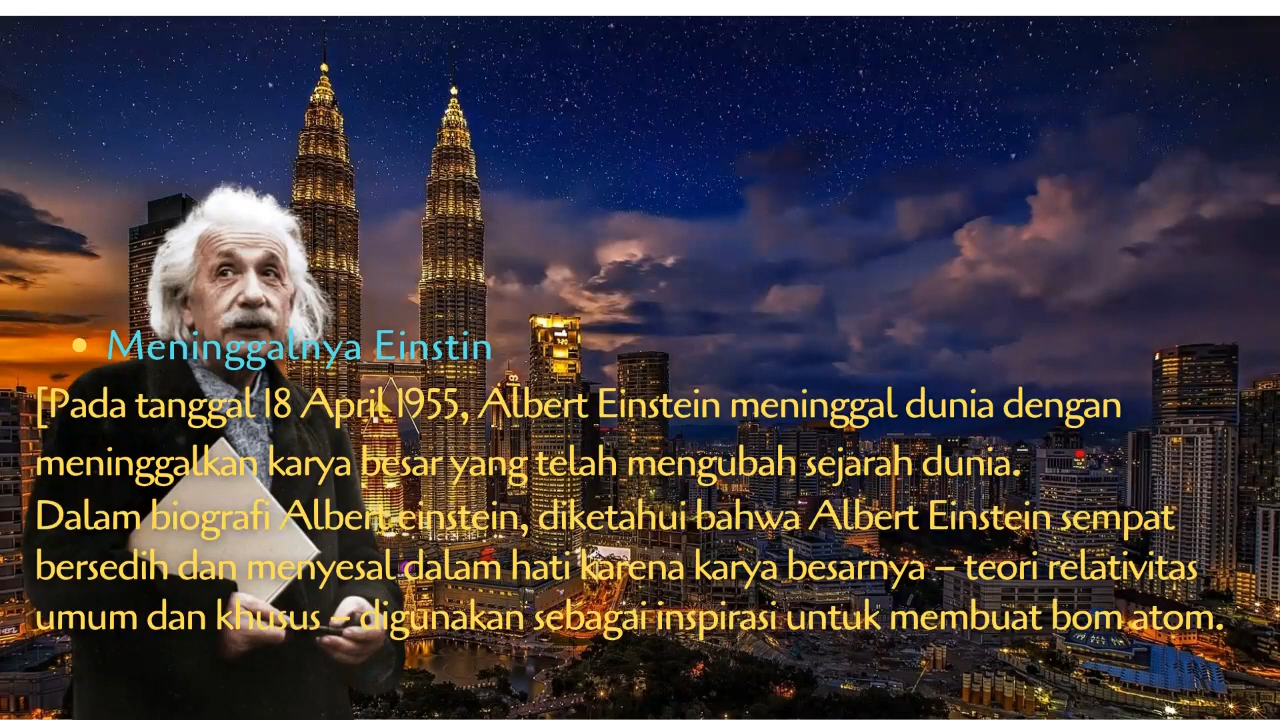 • Meninggalnya Einstin
[Pada tanggal 18 April 1955, Albert Einstein meninggal dunia dengan
meninggalkan karya besar yang telah mengubah sejarah dunia.
Dalam biografi Albert einstein, diketahui bahwa Albert Einstein sempat
bersedih dan menyesal dalam hati karena karya besarnya – teori relativitas
umum dan khusus – digunakan sebagai inspirasi untuk membuat bom atom.